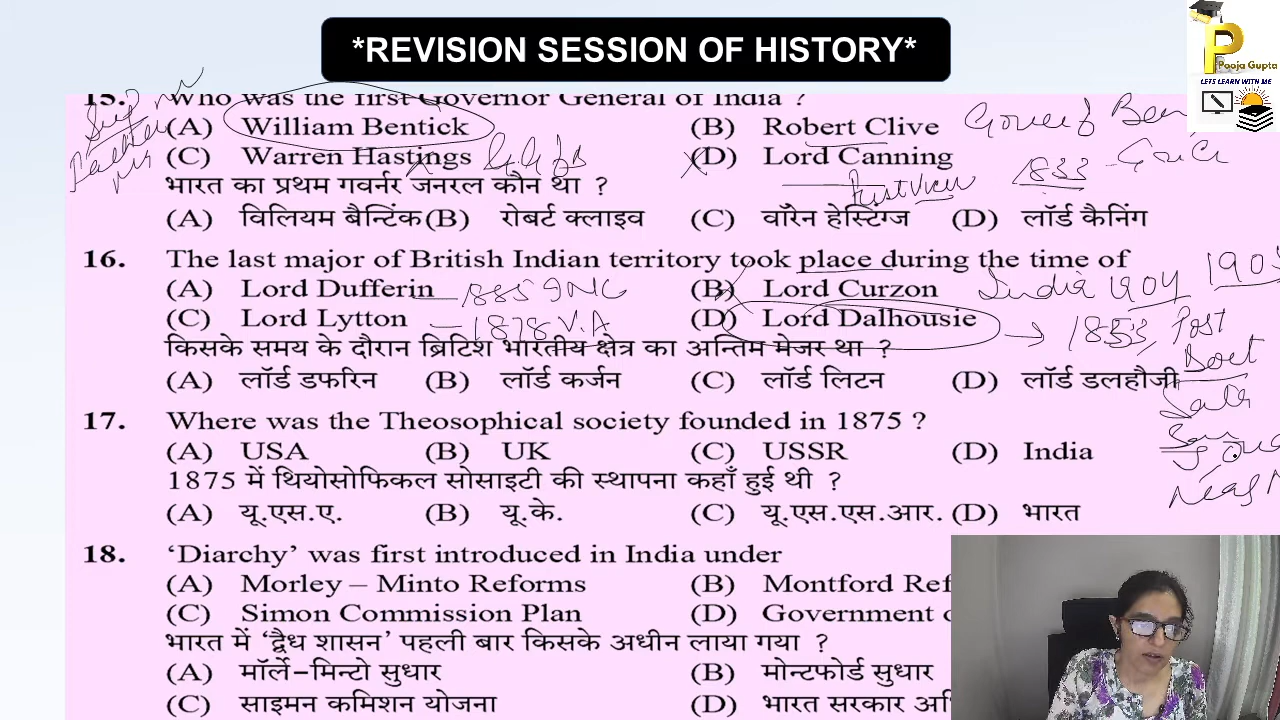 *REVISION SESSION OF HISTORY*
P
Pooja Gupta
LETS LEARN WITH ME
15. Who was the first Governor General of India ?
(A) William Bentick (B) Robert Clive
(C) Warren Hastings (D) Lord Canning
भारत का प्रथम गवर्नर जनरल कौन था ?
(A) विलियम बैन्टिंक (B) रोबर्ट क्लाइव (C) वॉरेन हेस्टिंग्ज (D) लॉर्ड कैनिंग
1833
16. The last major of British Indian territory took place during the time of
(A) Lord Dufferin 1885 INC (B) Lord Curzon India 1904 1905
(C) Lord Lytton - 1878 V.A (D) Lord Dalhousie → 1853, Post
किसके समय के दौरान ब्रिटिश भारतीय क्षेत्र का अन्तिम मेजर था ?
(A) लॉर्ड डफरिन (B) लॉर्ड कर्जन (C) लॉर्ड लिटन (D) लॉर्ड डलहौजी
17. Where was the Theosophical society founded in 1875 ?
(A) USA (B) UK (C) USSR (D) India
1875 में थियोसोफिकल सोसाइटी की स्थापना कहाँ हुई थी ?
(A) यू.एस.ए. (B) यू.के. (C) यू.एस.एस.आर. (D) भारत
18. ‘Diarchy’ was first introduced in India under
(A) Morley – Minto Reforms (B) Montford Ref
(C) Simon Commission Plan (D) Government
भारत में ‘द्वैध शासन’ पहली बार किसके अधीन लाया गया ?
(A) मॉर्ले–मिन्टो सुधार (B) मोन्टफोर्ड सुधार
(C) साइमन कमिशन योजना (D) भारत सरकार